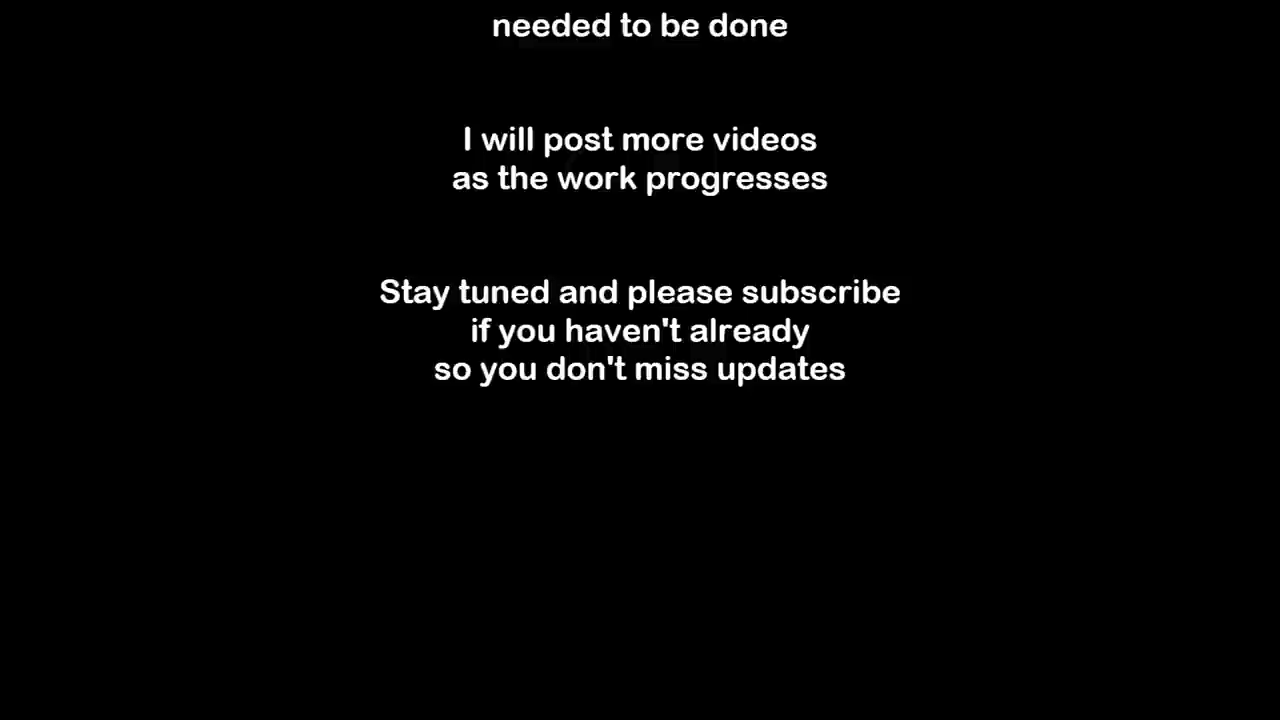 needed to be done
I will post more videos
as the work progresses
Stay tuned and please subscribe
if you haven't already
so you don't miss updates